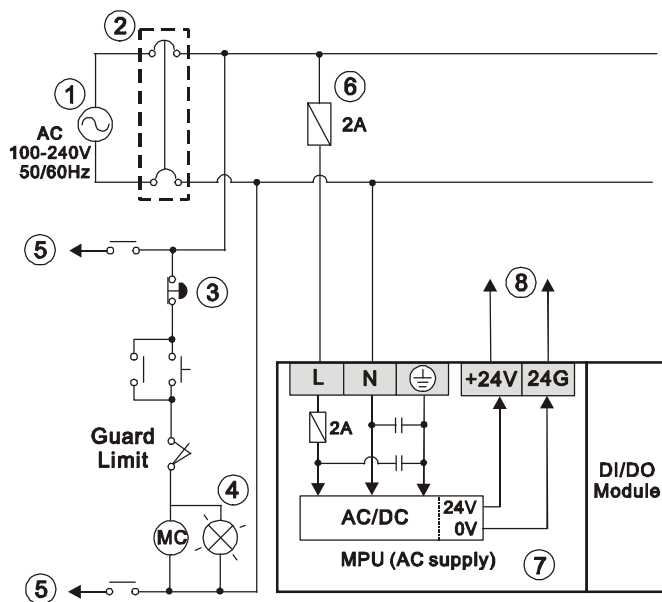 2
1
AC
100-240V
50/60Hz
6
2A
5
3
8
L N +24V 24G
2A
Guard
Limit
DI/DO
Module
4
24V
AC/DC
0V
MC
MPU (AC supply)
7
5